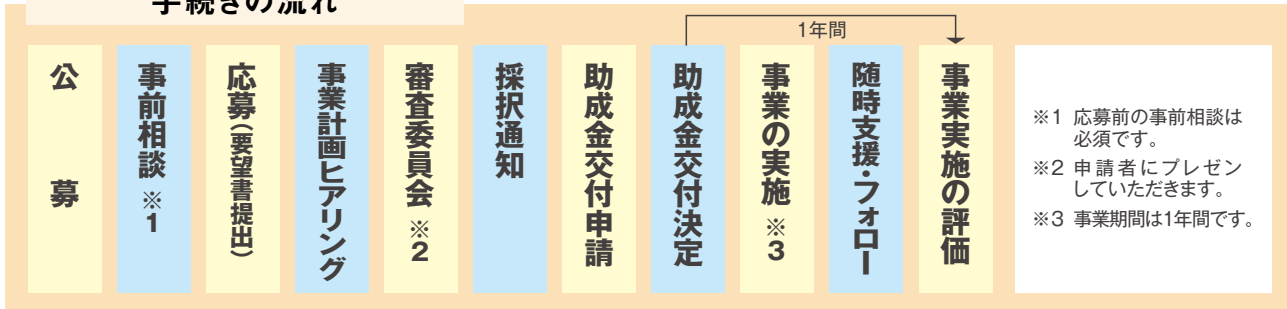 手続きの流れ
1年間
公募
事前相談 ※1
応募(要望書提出)
事業計画ヒアリング
審査委員会 ※2
採択通知
助成金交付申請
助成金交付決定
事業の実施 ※3
随時支援・フォロー
事業実施の評価
※1 応募前の事前相談は
必須です。
※2 申請者にプレゼン
していただきます。
※3 事業期間は1年間です。